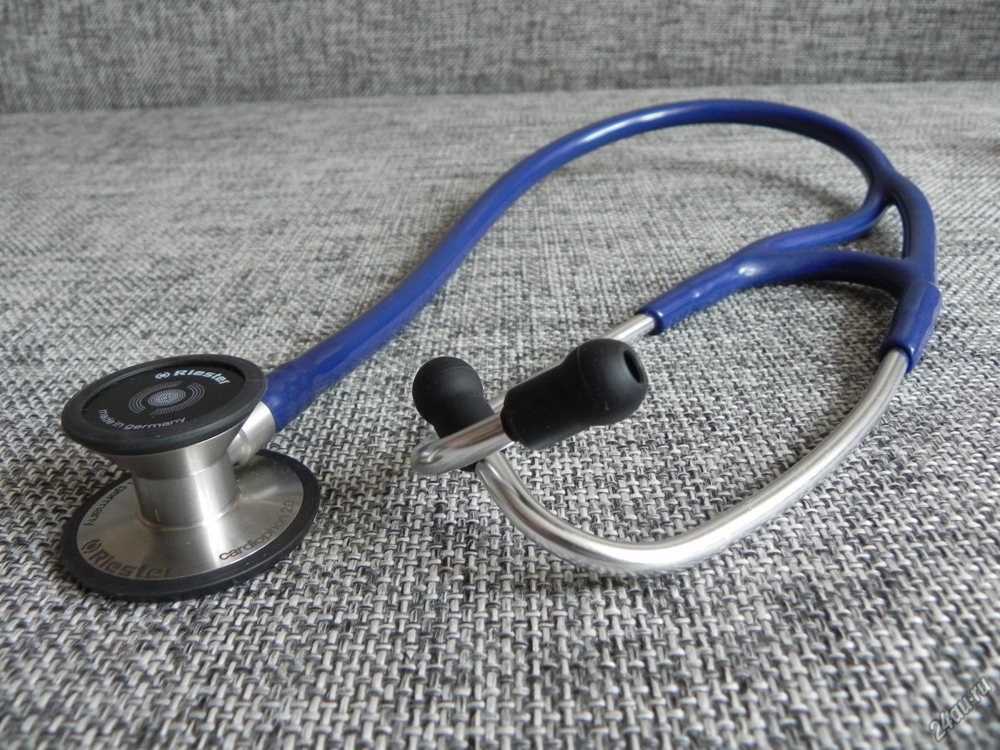 Riester
made in germany
germany
Riester
cardiophon 2.0
24au.ru